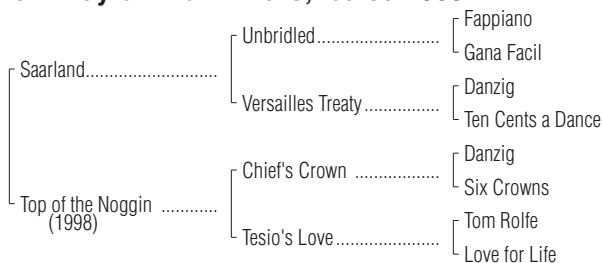 Fappiano
Unbridled
Gana Facil
Saarland
Danzig
Versailles Treaty
Ten Cents a Dance
Danzig
Chief's Crown
Six Crowns
Top of the Noggin
(1998)
Tom Rolfe
Tesio's Love
Love for Life